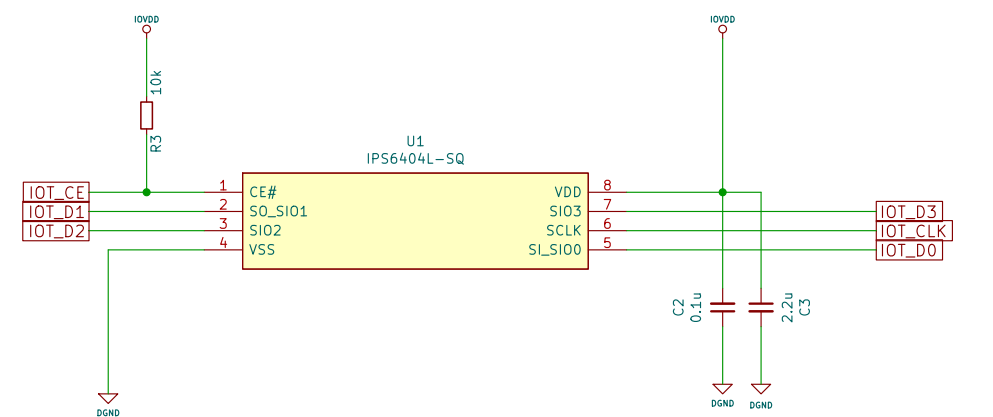 IOVDD
IOVDD
10k
R3
U1
IPS6404L-SQ
IOT_CE
1
CE#
VDD
8
IOT_D1
2
SO_SIO1
SIO3
7
IOT_D3
IOT_D2
3
SIO2
SCLK
6
IOT_CLK
4
VSS
SI_SIO0
5
IOT_D0
C2
0.1u
2.2u
C3
DGND
DGND
DGND